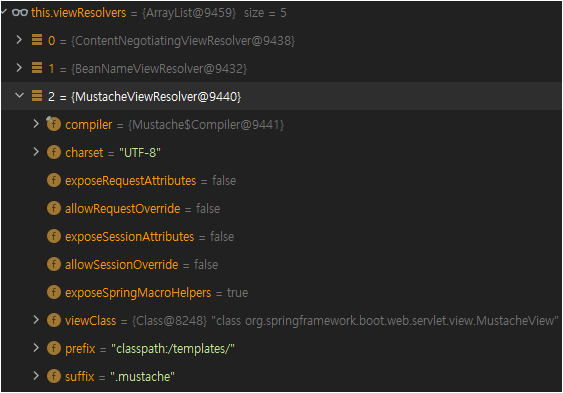 this.viewResolvers = {ArrayList@9459} size = 5
0 = {ContentNegotiatingViewResolver@9438}
1 = {BeanNameViewResolver@9432}
2 = {MustacheViewResolver@9440}
f compiler = {Mustache$Compiler@9441}
f charset = "UTF-8"
f exposeRequestAttributes = false
f allowRequestOverride = false
f exposeSessionAttributes = false
f allowSessionOverride = false
f exposeSpringMacroHelpers = true
f viewClass = {Class@8248} "class org.springframework.boot.web.servlet.view.MustacheView"
f prefix = "classpath:/templates/"
f suffix = ".mustache"